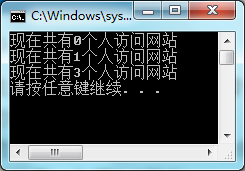 C:\Windows\sys...
现在共有0个人访问网站
现在共有1个人访问网站
现在共有3个人访问网站
请按任意键继续. . .